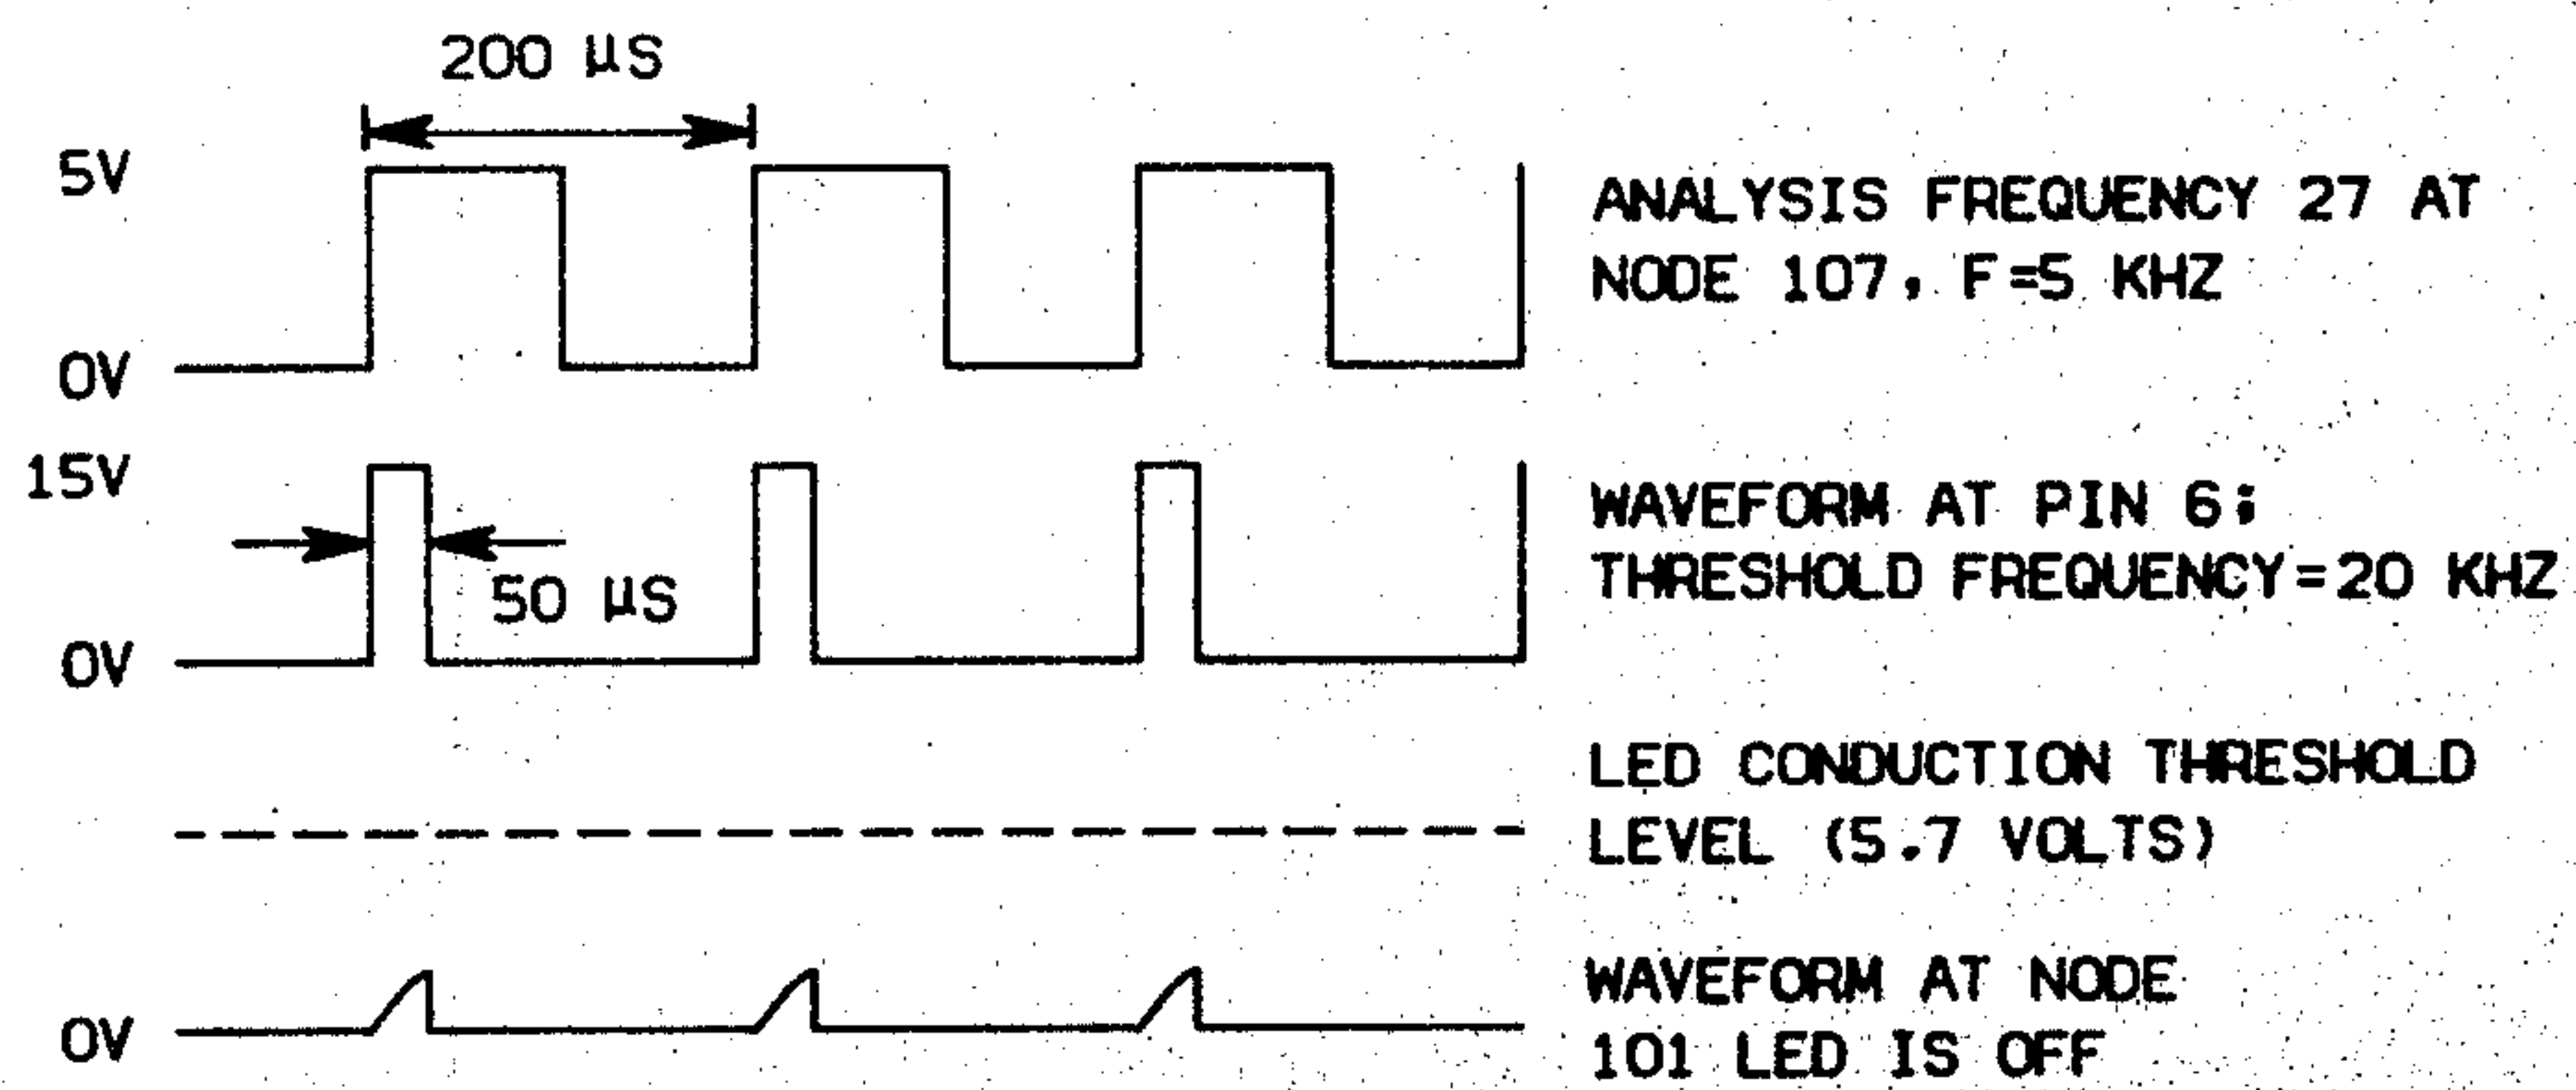 200 µS
5V
0V
ANALYSIS FREQUENCY 27 AT
NODE 107, F=5 KHZ
15V
0V
50 µS
WAVEFORM AT PIN 6;
THRESHOLD FREQUENCY=20 KHZ
LED CONDUCTION THRESHOLD
LEVEL (5.7 VOLTS)
0V
WAVEFORM AT NODE
101 LED IS OFF